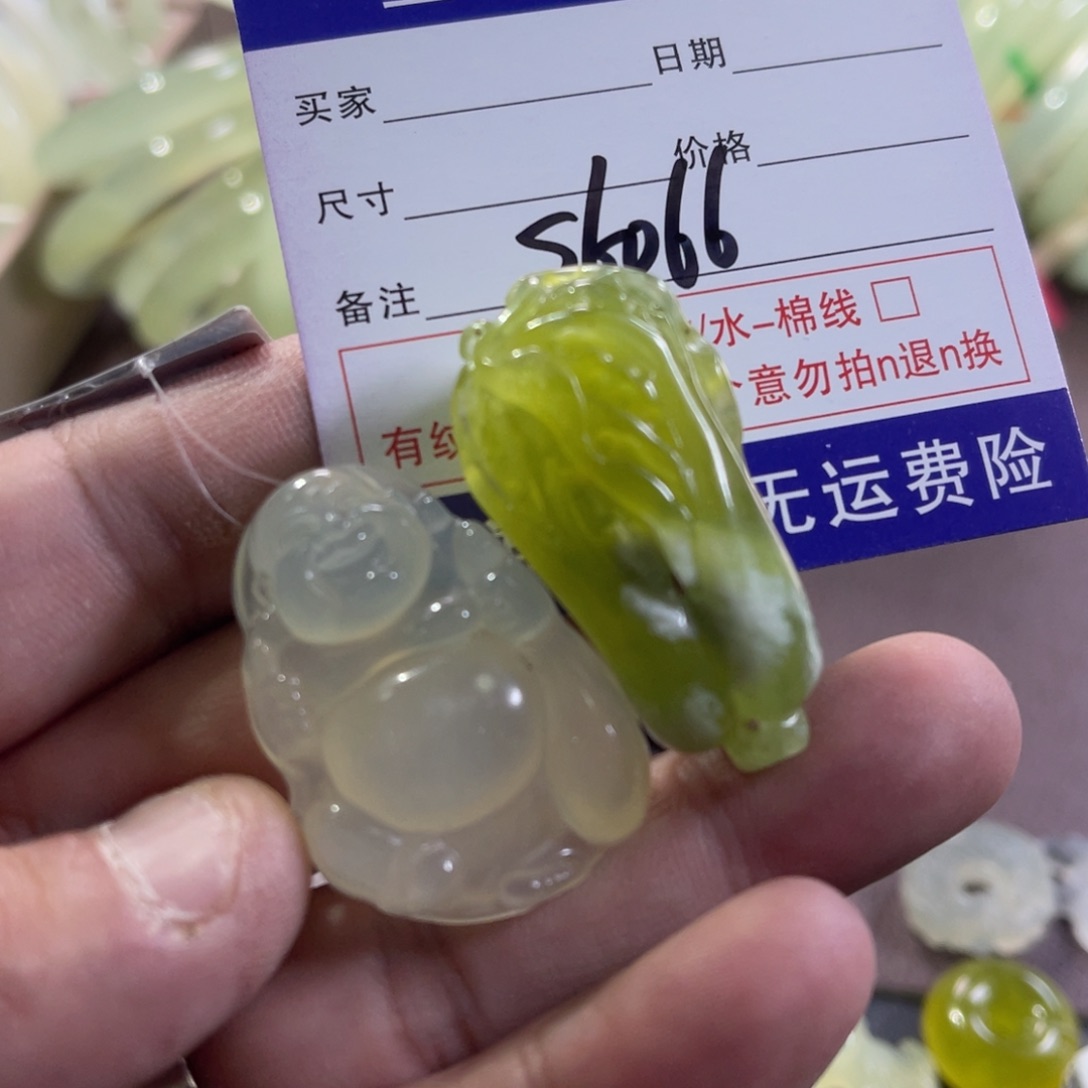 买家 日期
尺寸 价格
备注
水-棉线 □
有纹 意勿拍n退n换
无运费险